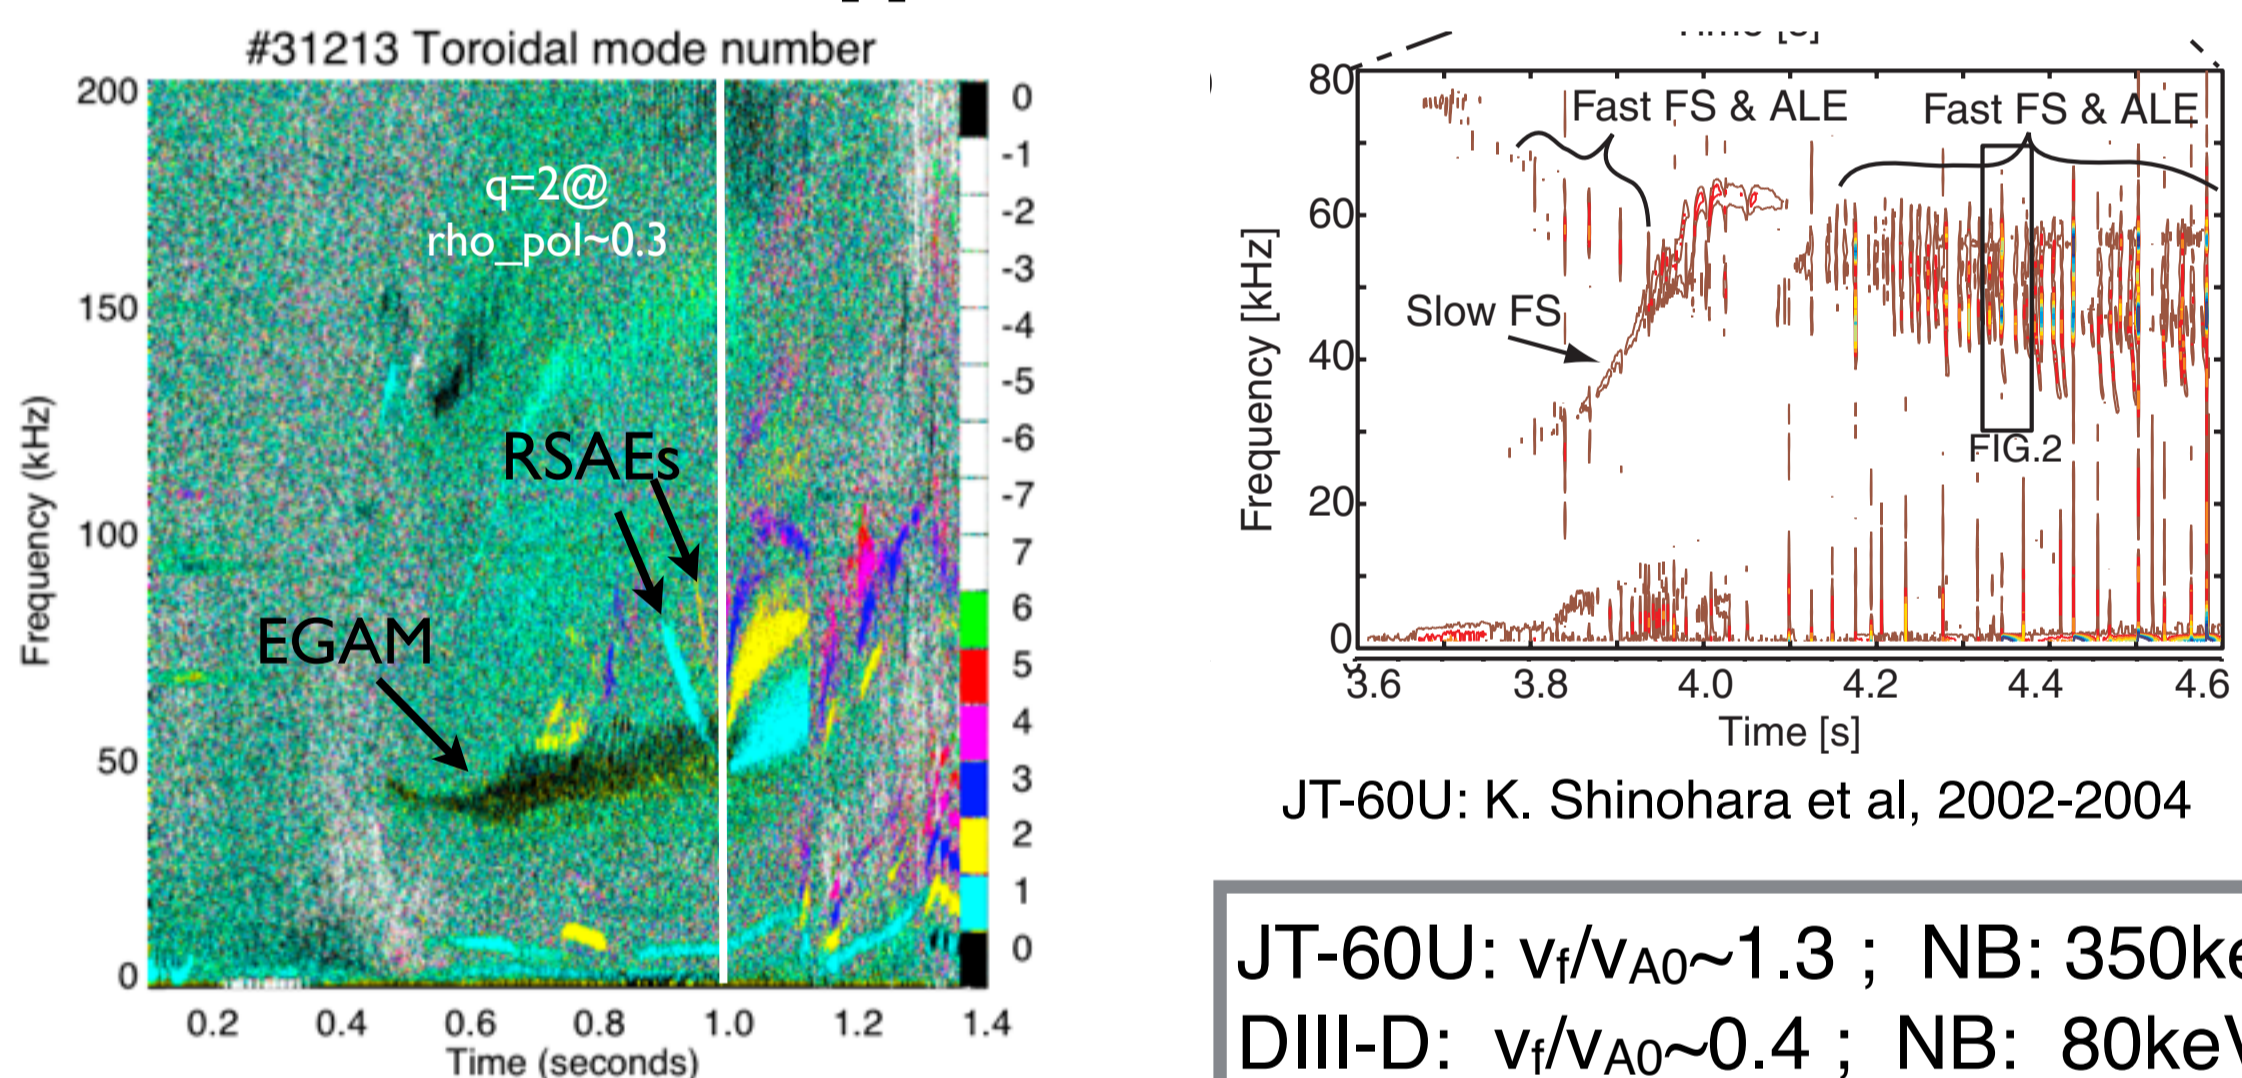 #31213 Toroidal mode number
Frequency (kHz)
200
150
100
50
0
q=2@
rho_pol~0.3
RSAEs
EGAM
0
-1
-2
-3
-4
-5
-6
-7
7
6
5
4
3
2
1
0
0.2 0.4 0.6 0.8 1.0 1.2 1.4
Time (seconds)
Time [s]
Frequency [kHz]
80
60
40
20
0
Fast FS & ALE
Fast FS & ALE
Slow FS
FIG.2
3.6 3.8 4.0 4.2 4.4 4.6
Time [s]
JT-60U: K. Shinohara et al, 2002-2004
JT-60U: vf/vA0~1.3 ; NB: 350ke
DIII-D: vf/vA0~0.4 ; NB: 80keV